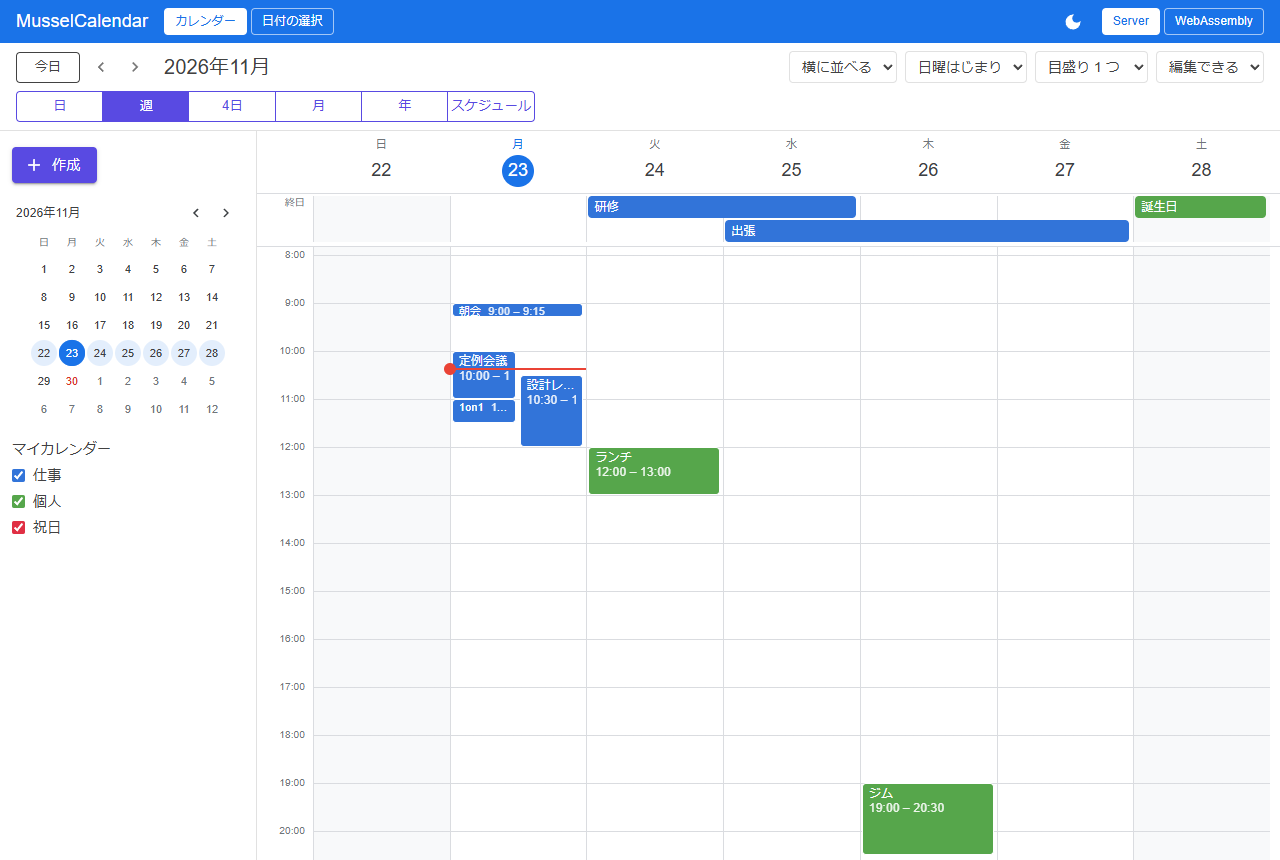 MusselCalendar カレンダー 日付の選択 Server WebAssembly
今日 2026年11月 横に並べる 日曜はじまり 目盛り1つ 編集できる
日 週 4日 月 年 スケジュール
作成
2026年11月
日 月 火 水 木 金 土
1 2 3 4 5 6 7
8 9 10 11 12 13 14
15 16 17 18 19 20 21
22 23 24 25 26 27 28
29 30 1 2 3 4 5
6 7 8 9 10 11 12
マイカレンダー
仕事
個人
祝日
日 月 火 水 木 金 土
22 23 24 25 26 27 28
終日 研修 誕生日
出張
8:00
9:00
朝会 9:00 – 9:15
10:00
定例会議
10:00 – 1
設計レ...
10:30 – 1
11:00
1on1 1...
12:00
ランチ
12:00 – 13:00
13:00
14:00
15:00
16:00
17:00
18:00
19:00
ジム
19:00 – 20:30
20:00